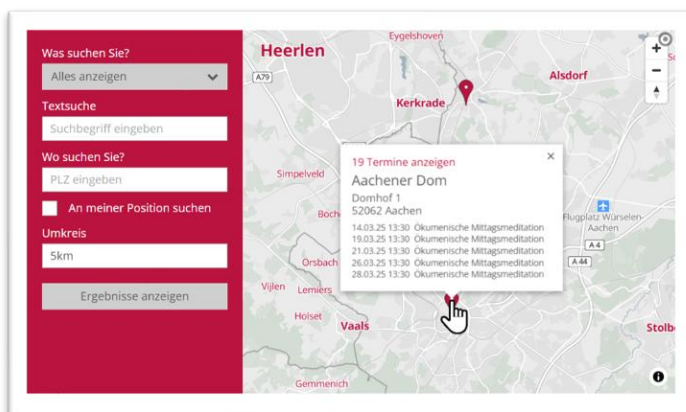 Was suchen Sie?
Alles anzeigen
Textsuche
Suchbegriff eingeben
Wo suchen Sie?
PLZ eingeben
An meiner Position suchen
Umkreis
5km
Ergebnisse anzeigen
Eygelshoven
Heerlen
A79
Alsdorf
Kerkrade
Simpelveld
19 Termine anzeigen
×
Aachener Dom
Domhof 1
52062 Aachen
14.03.25 13:30 Ökumenische Mittagsmeditation
19.03.25 13:30 Ökumenische Mittagsmeditation
21.03.25 13:30 Ökumenische Mittagsmeditation
26.03.25 13:30 Ökumenische Mittagsmeditation
28.03.25 13:30 Ökumenische Mittagsmeditation
Boch
Flugplatz Würselen-
Aachen
A 4
A 44
Orsbach
Vijlen
Lemiers
Holset
Vaals
Stolb
Gemmenich